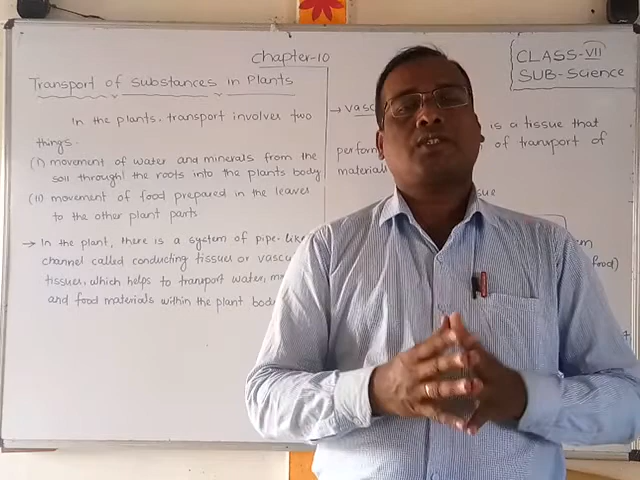 chapter-10
Transport of substances in Plants
In the plants, transport involves two
things.
(i) movement of water and minerals from the
soil through the roots into the plants body
(ii) movement of food prepared in the leaves
to the other plant parts
→ In the plant, there is a system of pipe-like
channel called conducting tissues or
tissues, which helps to transport water,
and food materials within the plant body
CLASS-VII
SUB-Science
→
is a tissue that
of transport of
food)